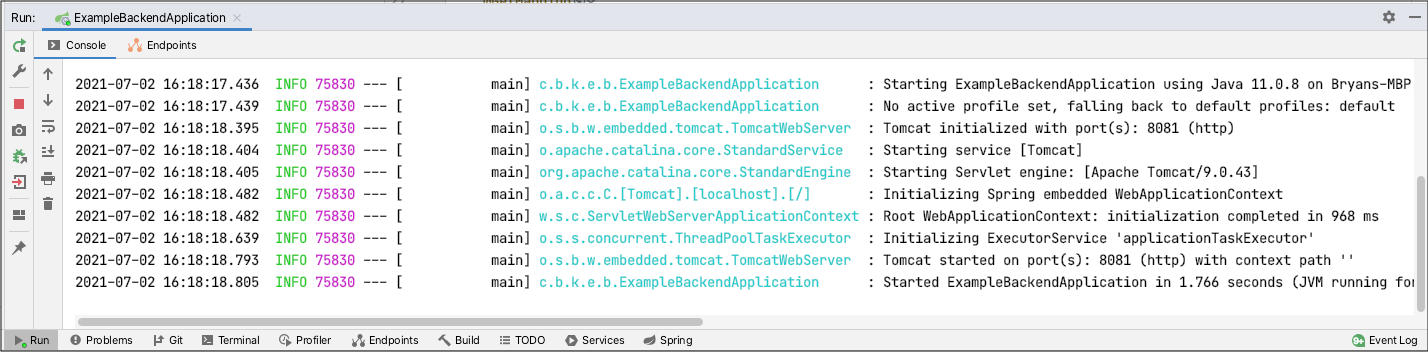 Run: ExampleBackendApplication
Console Endpoints
2021-07-02 16:18:17.436  INFO 75830 --- [           main] c.b.k.e.b.ExampleBackendApplication      : Starting ExampleBackendApplication using Java 11.0.8 on Bryans-MBP
2021-07-02 16:18:17.439  INFO 75830 --- [           main] c.b.k.e.b.ExampleBackendApplication      : No active profile set, falling back to default profiles: default
2021-07-02 16:18:18.395  INFO 75830 --- [           main] o.s.b.w.embedded.tomcat.TomcatWebServer  : Tomcat initialized with port(s): 8081 (http)
2021-07-02 16:18:18.404  INFO 75830 --- [           main] o.apache.catalina.core.StandardService   : Starting service [Tomcat]
2021-07-02 16:18:18.405  INFO 75830 --- [           main] org.apache.catalina.core.StandardEngine  : Starting Servlet engine: [Apache Tomcat/9.0.43]
2021-07-02 16:18:18.482  INFO 75830 --- [           main] o.a.c.c.C.[Tomcat].[localhost].[/]       : Initializing Spring embedded WebApplicationContext
2021-07-02 16:18:18.482  INFO 75830 --- [           main] w.s.c.ServletWebServerApplicationContext : Root WebApplicationContext: initialization completed in 968 ms
2021-07-02 16:18:18.639  INFO 75830 --- [           main] o.s.s.concurrent.ThreadPoolTaskExecutor  : Initializing ExecutorService 'applicationTaskExecutor'
2021-07-02 16:18:18.793  INFO 75830 --- [           main] o.s.b.w.embedded.tomcat.TomcatWebServer  : Tomcat started on port(s): 8081 (http) with context path ''
2021-07-02 16:18:18.805  INFO 75830 --- [           main] c.b.k.e.b.ExampleBackendApplication      : Started ExampleBackendApplication in 1.766 seconds (JVM running for
Run Problems Git Terminal Profiler Endpoints Build TODO Services Spring 9+ Event Log